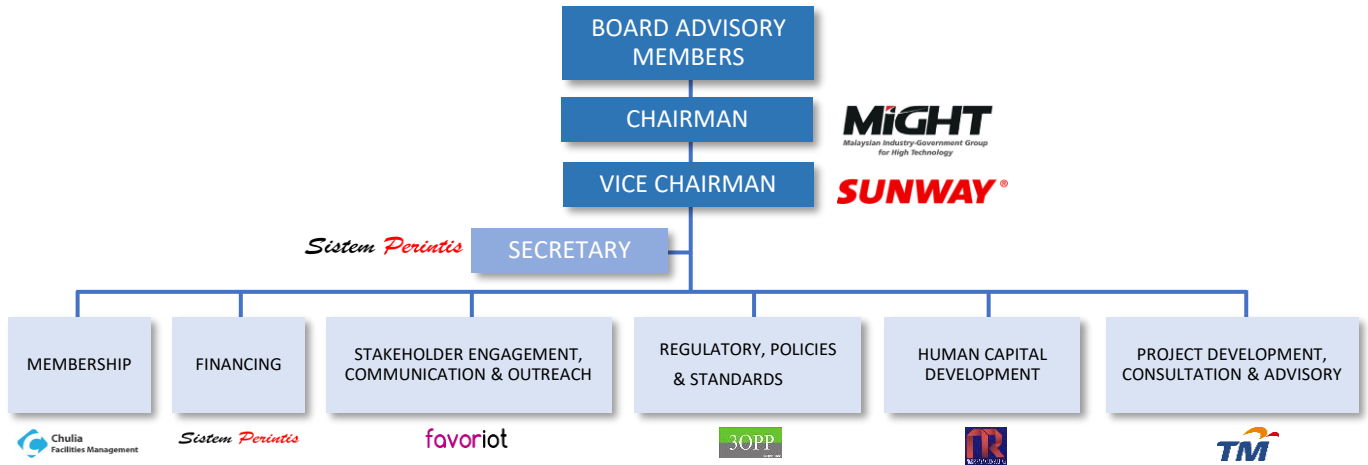 BOARD ADVISORY
MEMBERS
CHAIRMAN
MiGHT
Malaysian Industry-Government Group
for High Technology
VICE CHAIRMAN
SUNWAY®
Sistem Perintis
SECRETARY
MEMBERSHIP
FINANCING
STAKEHOLDER ENGAGEMENT,
COMMUNICATION & OUTREACH
REGULATORY, POLICIES
& STANDARDS
HUMAN CAPITAL
DEVELOPMENT
PROJECT DEVELOPMENT,
CONSULTATION & ADVISORY
Chulia
Facilities Management
Sistem Perintis
favoriot
3OPP
TM